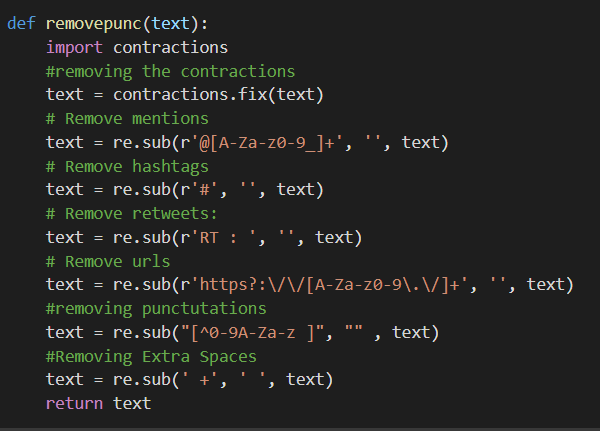 def removepunc(text):
    import contractions
    #removing the contractions
    text = contractions.fix(text)
    # Remove mentions
    text = re.sub(r'@[A-Za-z0-9_]+', '', text)
    # Remove hashtags
    text = re.sub(r'#', '', text)
    # Remove retweets:
    text = re.sub(r'RT : ', '', text)
    # Remove urls
    text = re.sub(r'https?:\/\/[A-Za-z0-9\.\/]+', '', text)
    #removing punctutations
    text = re.sub("[^0-9A-Za-z ]", "" , text)
    #Removing Extra Spaces
    text = re.sub(' +', ' ', text)
    return text